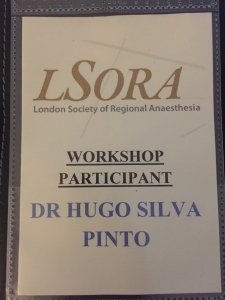 LSORA
London Society of Regional Anaesthesia
WORKSHOP
PARTICIPANT
DR HUGO SILVA
PINTO